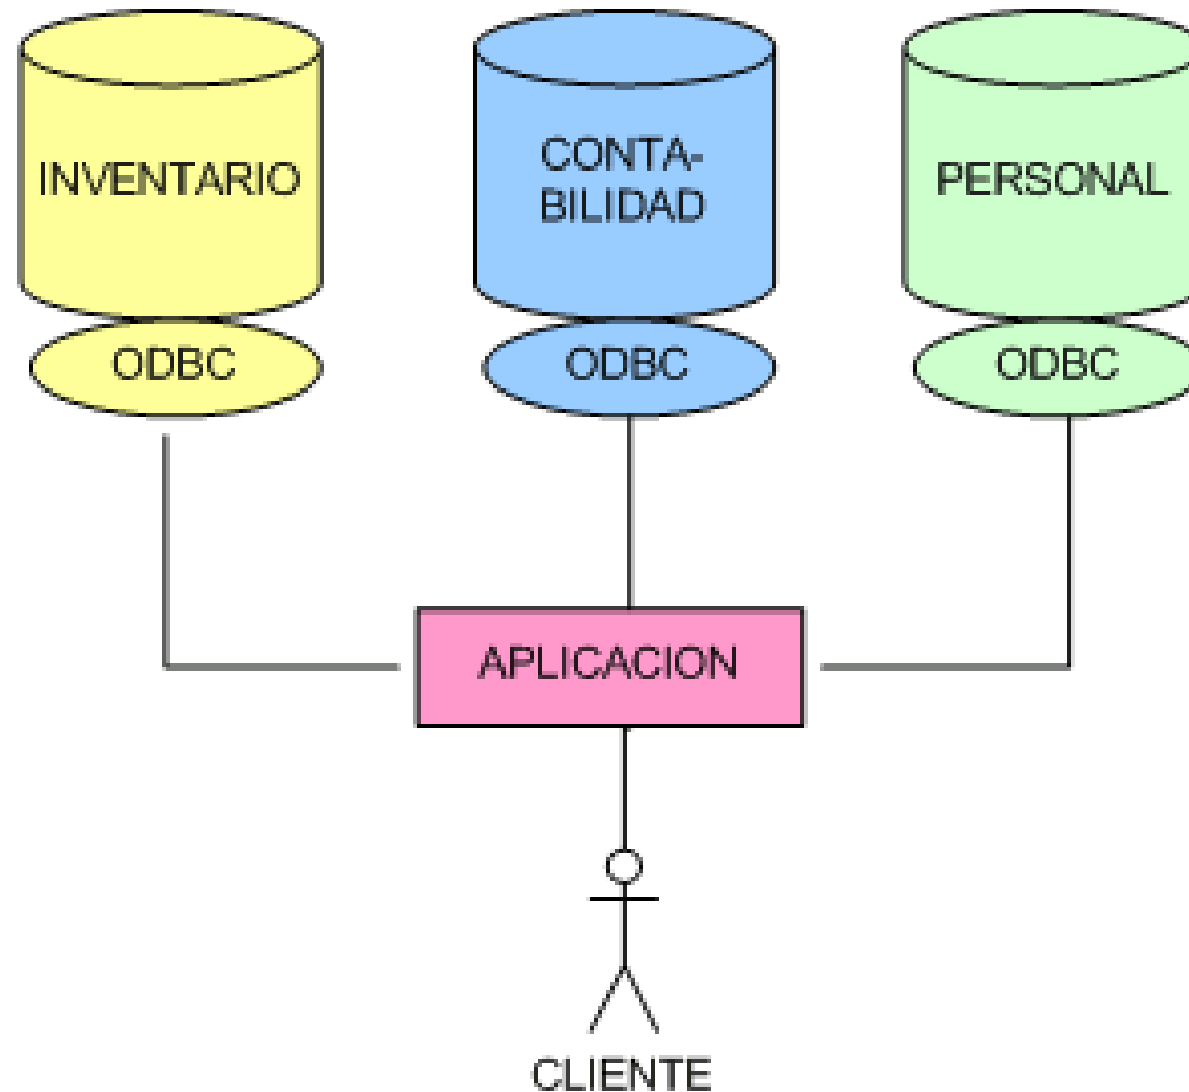 INVENTARIO
CONTA-
BILIDAD
PERSONAL
ODBC
ODBC
ODBC
APLICACION
CLIENTE